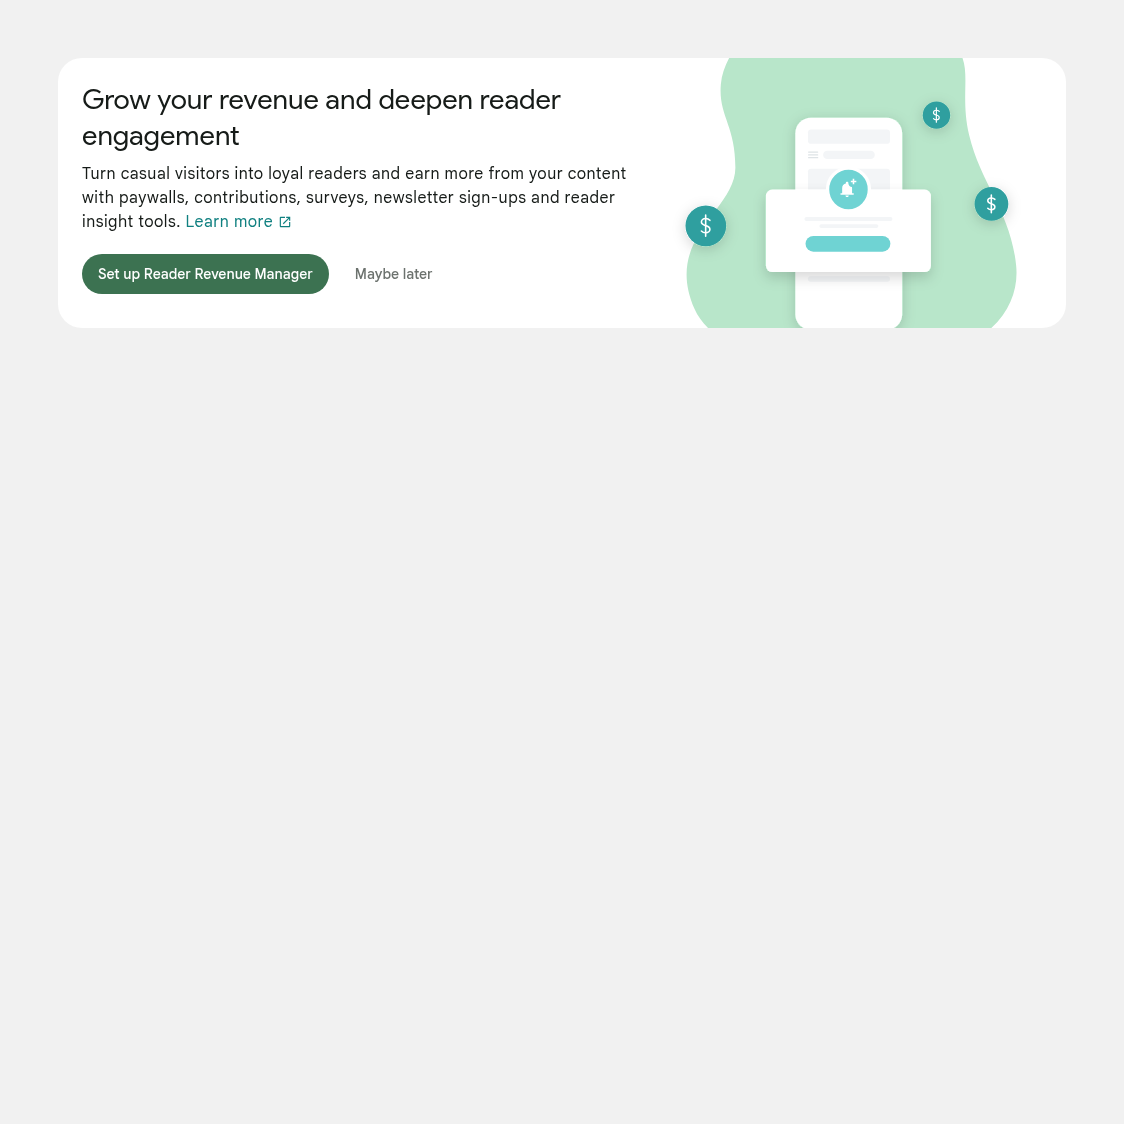 Grow your revenue and deepen reader
engagement
Turn casual visitors into loyal readers and earn more from your content
with paywalls, contributions, surveys, newsletter sign-ups and reader
insight tools. Learn more
Set up Reader Revenue Manager
Maybe later
$
$
$